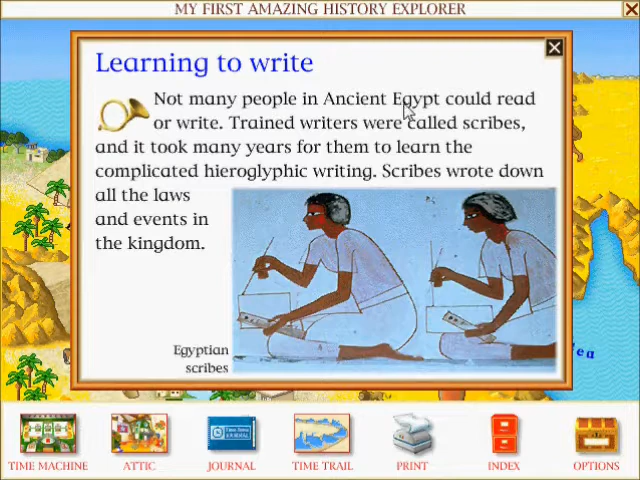 MY FIRST AMAZING HISTORY EXPLORER
Learning to write
Not many people in Ancient Egypt could read
or write. Trained writers were called scribes,
and it took many years for them to learn the
complicated hieroglyphic writing. Scribes wrote down
all the laws
and events in
the kingdom.
Egyptian
scribes
ea
TIME MACHINE
ATTIC
JOURNAL
TIME TRAIL
PRINT
INDEX
OPTIONS